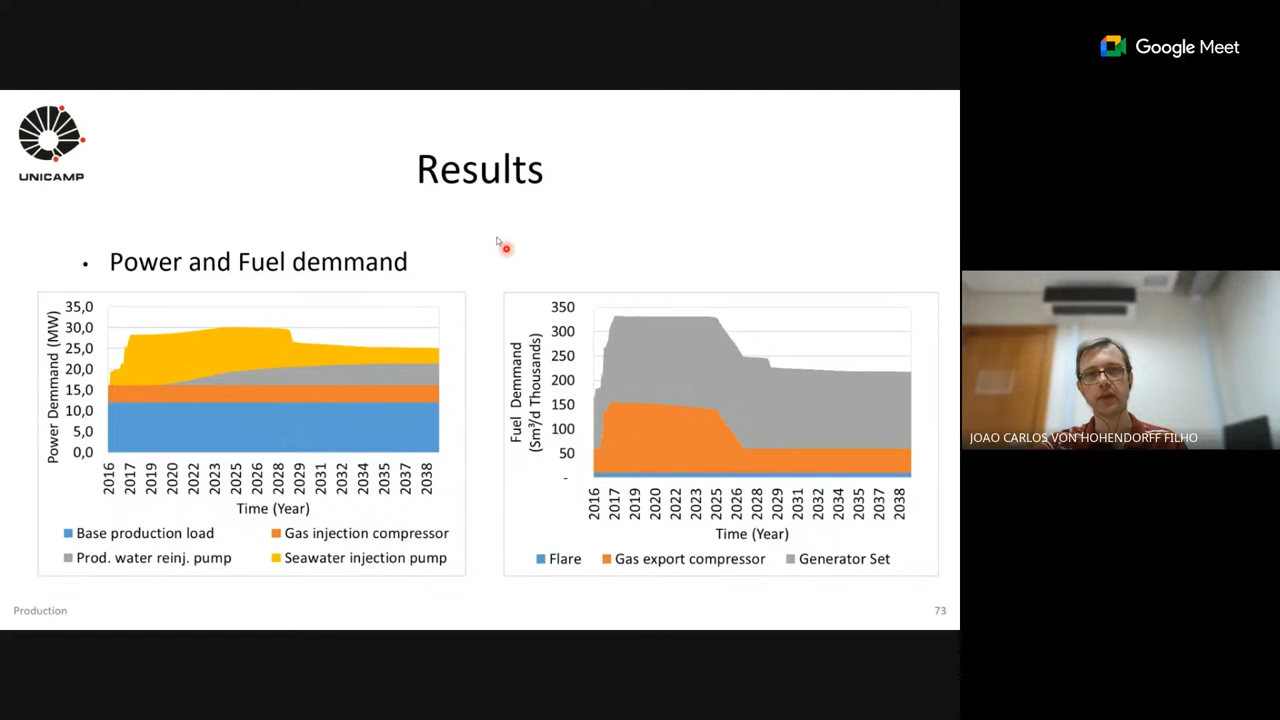 Google Meet
UNICAMP
Results
• Power and Fuel demmand
Power Demmand (MW)
35,0
30,0
25,0
20,0
15,0
10,0
5,0
0,0
2016 2017 2019 2020 2022 2023 2025 2026 2028 2029 2031 2032 2034 2035 2037 2038
Time (Year)
Base production load Gas injection compressor
Prod. water reinj. pump Seawater injection pump
Fuel Demmand
(Sm³/d Thousands)
350
300
250
200
150
100
50
-
2016 2017 2019 2020 2022 2023 2025 2026 2028 2029 2031 2032 2034 2035 2037 2038
Time (Year)
Flare Gas export compressor Generator Set
Production
73
JOAO CARLOS VON HOHENDORFF FILHO